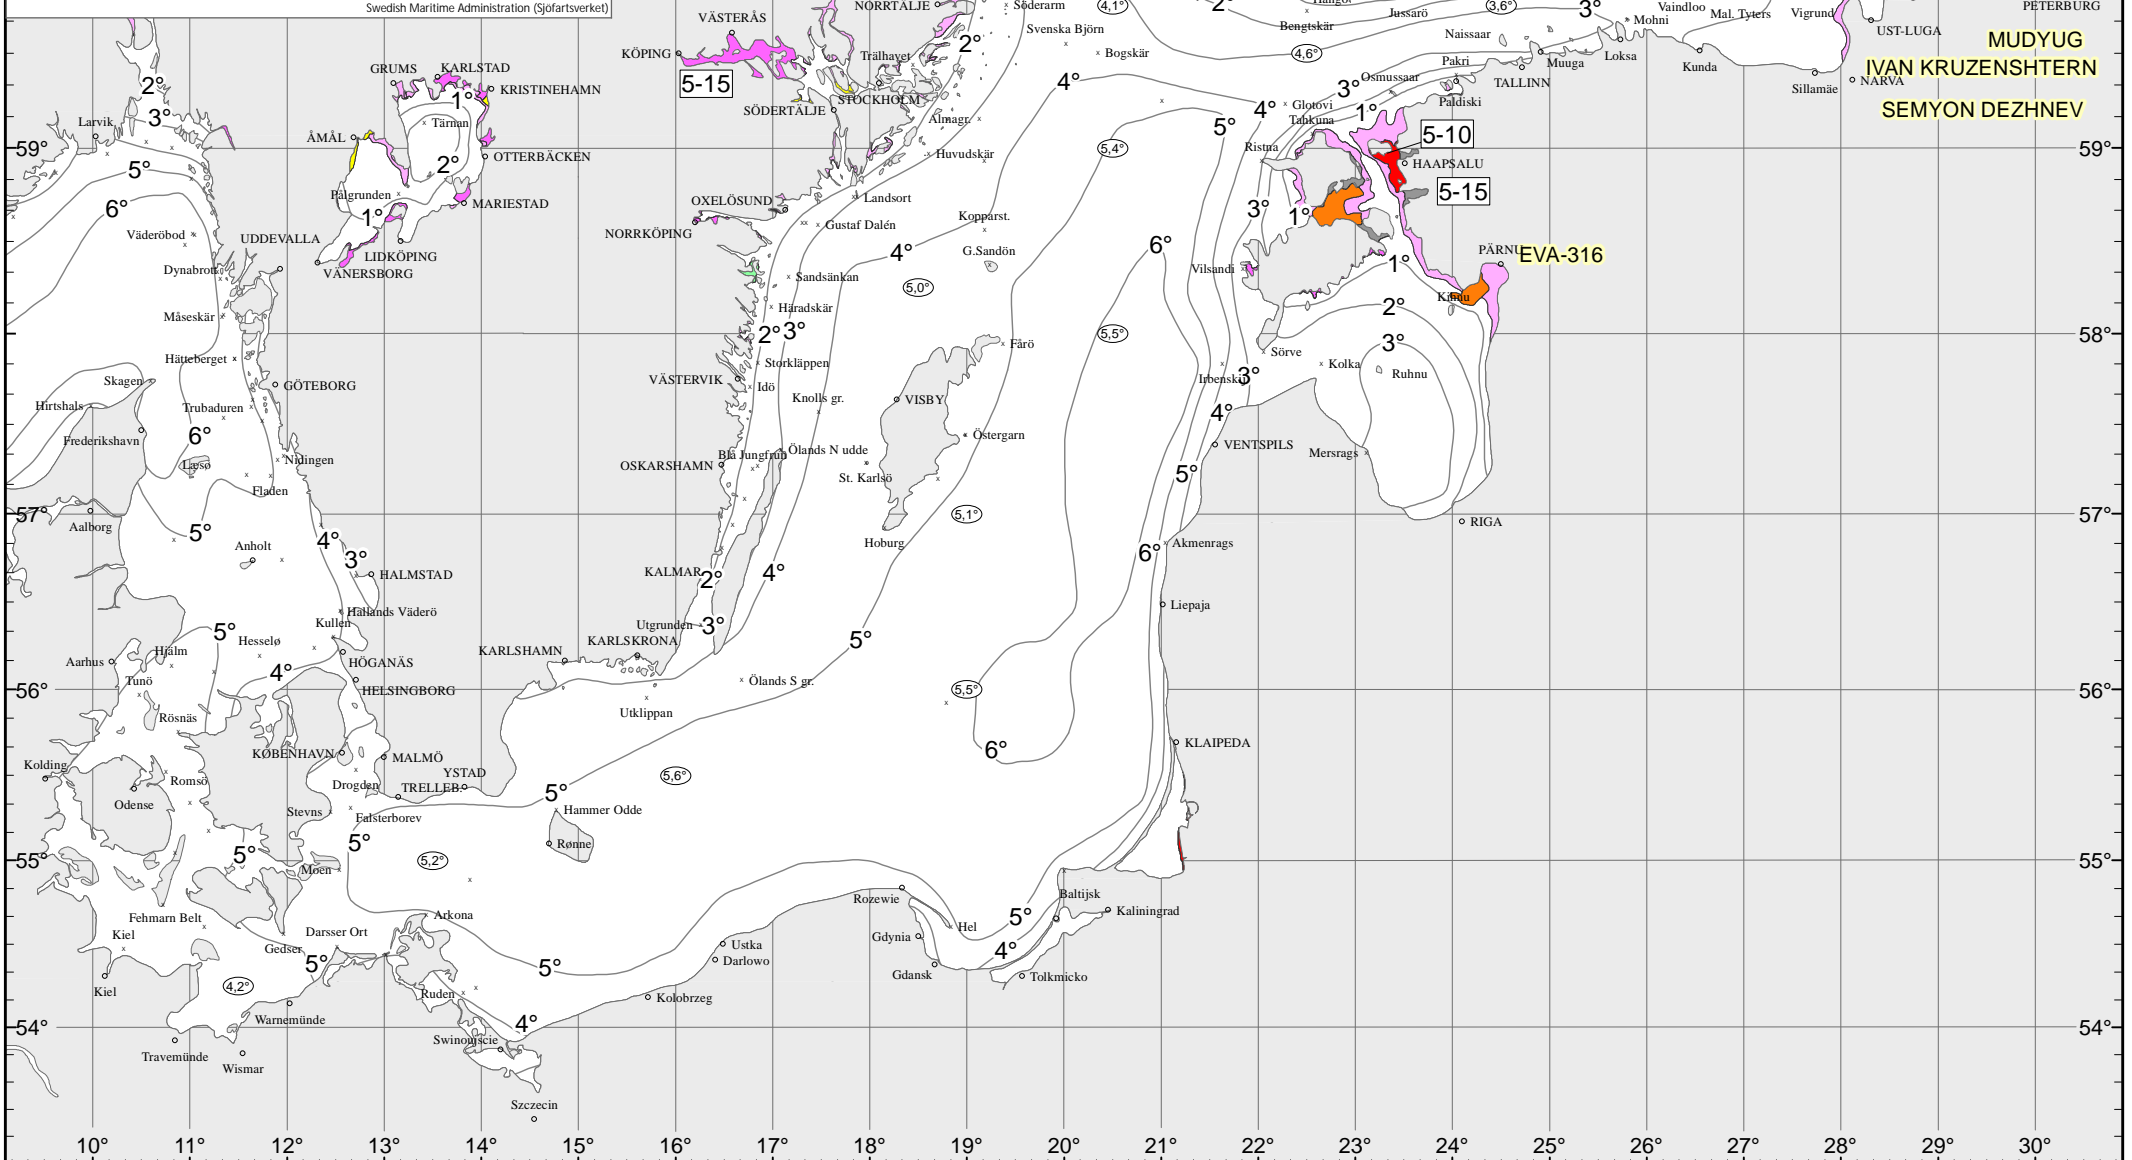 Swedish Maritime Administration (Sjöfartsverket)
VÄSTERÅS
NORRTÄLJE
Söderarm
4,1°
2°
Bengtskär
Jussarö
3,6°
3°
Mohni
Vaindloo
Mal. Tyters
Vigrund
PETERBURG
UST-LUGA
MUDYUG
IVAN KRUZENSHTERN
SEMYON DEZHNEV
KÖPING
5-15
Trälhavet
2°
Svenska Björn
Bogskär
4,6°
Naissaar
Pakri
TALLINN
Muuga
Loksa
Kunda
Sillamäe
NARVA
GRUMS
KARLSTAD
KRISTINEHAMN
2°
3°
Larvik
1°
Tärnan
SÖDERTÄLJE
STOCKHOLM
Almagr.
4°
Osmussaar
3°
Glotovi
4°
Tahkuna
1°
Paldiski
5°
59°
ÅMÅL
2°
OTTERBÄCKEN
Huvudskär
5,4°
Ristna
5-10
HAAPSALU
5-15
59°
5°
6°
Pålgrunden
1°
MARIESTAD
OXELÖSUND
Landsort
Gustaf Dalén
Kopparst.
G.Sandön
3°
1°
Väderöbod
UDDEVALLA
LIDKÖPING
VÄNERSBORG
NORRKÖPING
4°
6°
PÄRNU
EVA-316
Dynabrott
Sandsänkan
5,0°
Vilsandi
1°
Kihnu
Måseskär
Häradskär
2°
58°
2°
3°
5,5°
3°
58°
Hätteberget
Storkläppen
Fårö
Sörve
Kolka
Ruhnu
Skagen
GÖTEBORG
VÄSTERVIK
Idö
Irbenskij
3°
Hirtshals
Trubaduren
Knolls gr.
VISBY
4°
Frederikshavn
6°
Östergarn
VENTSPILS
Mersrags
Læsø
Nidingen
OSKARSHAMN
Blå Jungfrun
Ölands N udde
St. Karlsö
5°
Fladen
57°
Aalborg
5,1°
RIGA
57°
5°
Anholt
4°
3°
Hoburg
6°
Akmenrags
HALMSTAD
KALMAR
2°
4°
Hallands Väderö
Kullen
Utgrunden
3°
Liepaja
5°
Hesselø
KARLSHAMN
KARLSKRONA
5°
Aarhus
Hjälm
4°
HÖGANÄS
Tunö
56°
HELSINGBORG
Ölands S gr.
5,5°
56°
Rösnäs
Utklippan
KØBENHAVN
MALMÖ
6°
KLAIPEDA
Kolding
Romsö
Drogden
YSTAD
TRELLEB.
5,6°
Odense
Stevns
Falsterborev
5°
Hammer Odde
5°
5°
Rønne
55°
Moen
5,2°
55°
Fehmarn Belt
Arkona
Rozewie
Baltijsk
Kaliningrad
Kiel
Gedser
Darsser Ort
Hel
5°
Gdynia
4°
5°
5°
Ustka
Darlowo
Gdansk
Tolkmicko
Kiel
4,2°
Ruden
Kolobrzeg
Warnemünde
4°
54°
54°
Travemünde
Wismar
Swinoujscie
Szczecin
10° 11° 12° 13° 14° 15° 16° 17° 18° 19° 20° 21° 22° 23° 24° 25° 26° 27° 28° 29° 30°